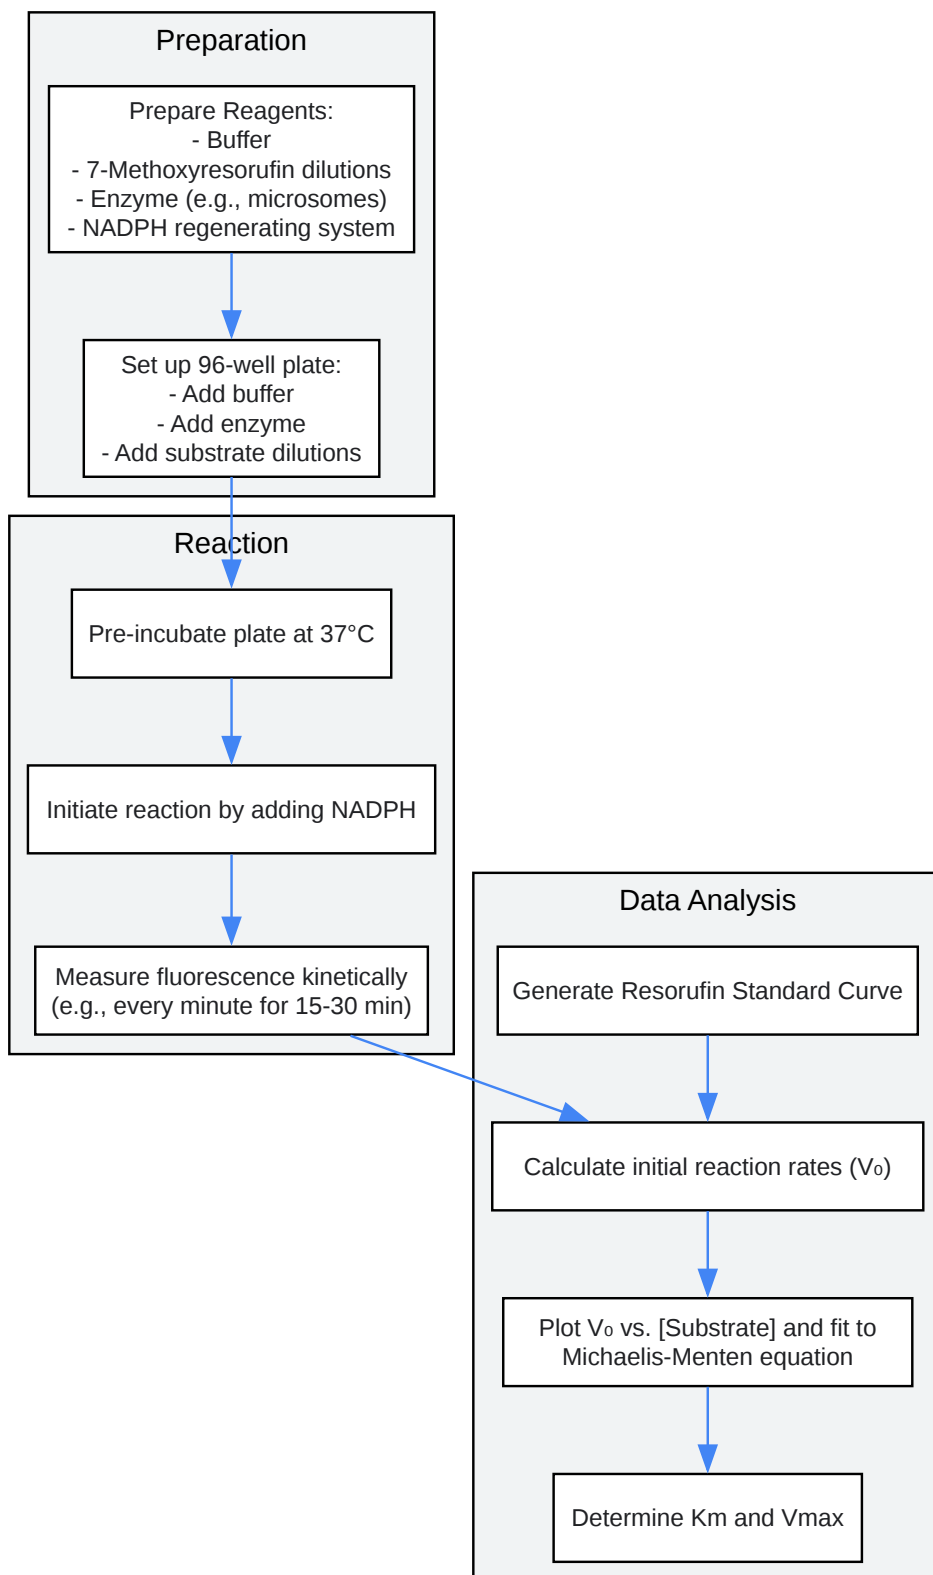 Preparation
Prepare Reagents:
- Buffer
- 7-Methoxyresorufin dilutions
- Enzyme (e.g., microsomes)
- NADPH regenerating system
Set up 96-well plate:
- Add buffer
- Add enzyme
- Add substrate dilutions
Reaction
Pre-incubate plate at 37°C
Initiate reaction by adding NADPH
Measure fluorescence kinetically
(e.g., every minute for 15-30 min)
Data Analysis
Generate Resorufin Standard Curve
Calculate initial reaction rates (V₀)
Plot V₀ vs. [Substrate] and fit to
Michaelis-Menten equation
Determine Km and Vmax